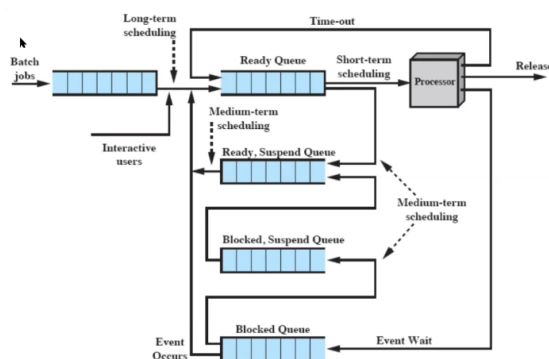 Time-out
Long-term
scheduling
Batch
jobs
Ready Queue
Short-term
scheduling
Processor
Release
Interactive
users
Medium-term
scheduling
Ready, Suspend Queue
Medium-term
scheduling
Blocked, Suspend Queue
Blocked Queue
Event Wait
Event
Occurs